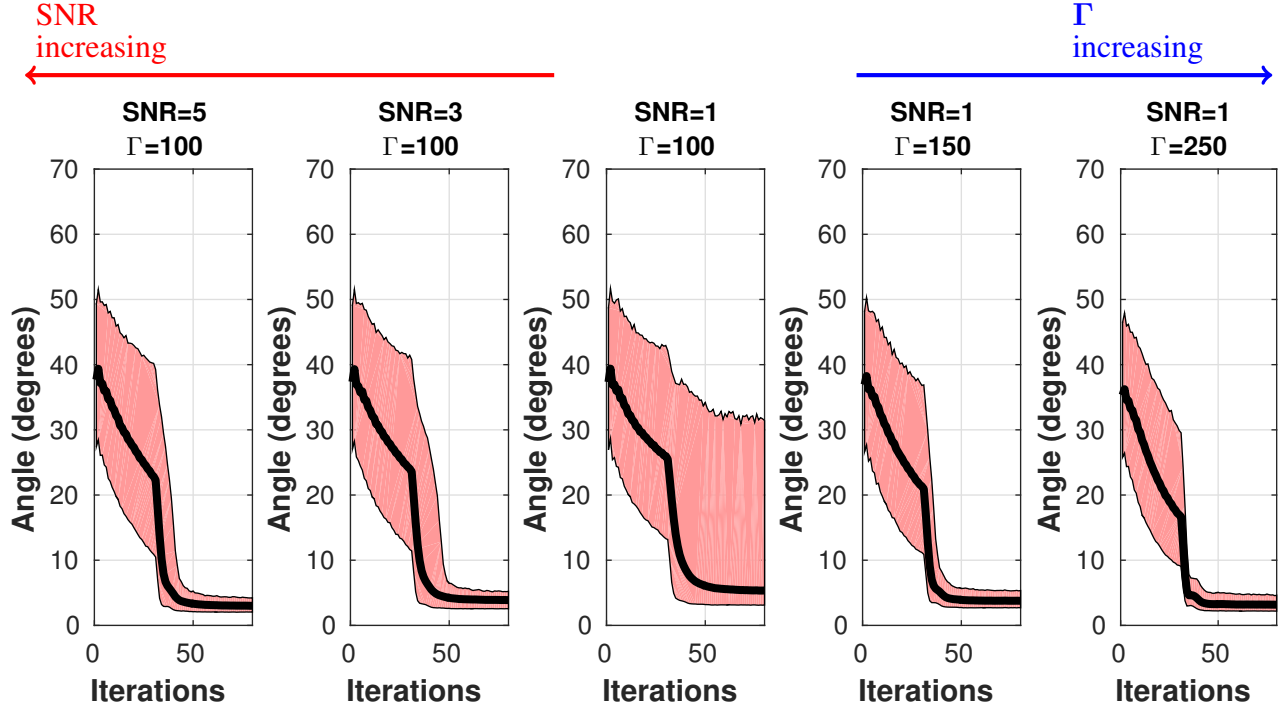 SNR
increasing
Γ
increasing
SNR=5
Γ=100
SNR=3
Γ=100
SNR=1
Γ=100
SNR=1
Γ=150
SNR=1
Γ=250
Angle (degrees)
70
60
50
40
30
20
10
0
0 50
Iterations
Angle (degrees)
70
60
50
40
30
20
10
0
0 50
Iterations
Angle (degrees)
70
60
50
40
30
20
10
0
0 50
Iterations
Angle (degrees)
70
60
50
40
30
20
10
0
0 50
Iterations
Angle (degrees)
70
60
50
40
30
20
10
0
0 50
Iterations